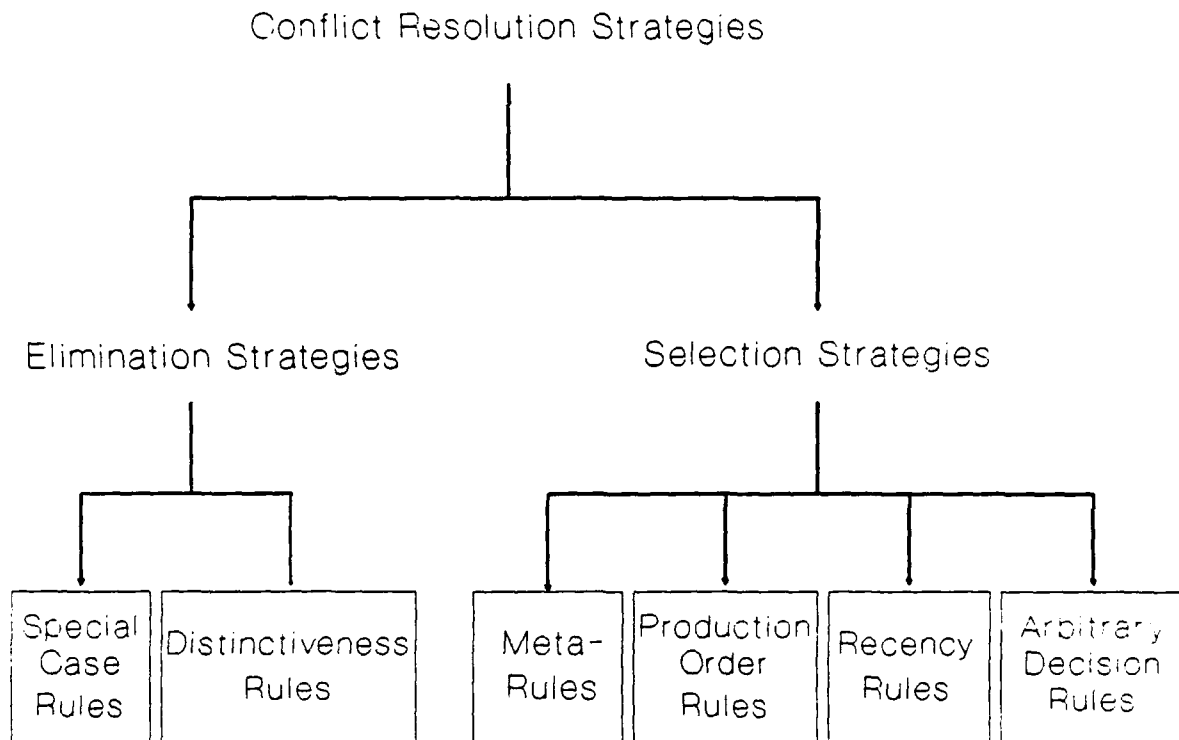 Conflict Resolution Strategies
Elimination Strategies
Selection Strategies
Special
Case
Rules
Distinctiveness
Rules
Meta-
Rules
Production
Order
Rules
Recency
Rules
Arbitrary
Decision
Rules